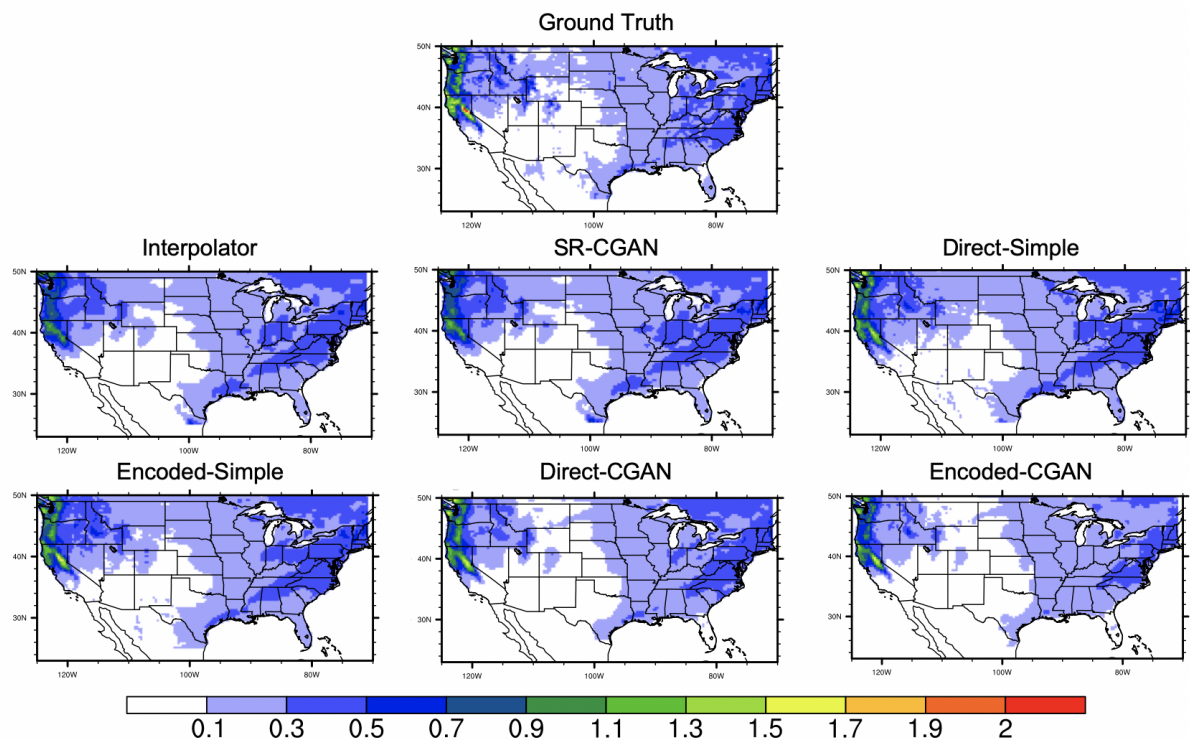 Ground Truth
50N
40N
30N
120W 100W 80W
Interpolator SR-CGAN Direct-Simple
50N 50N 50N
40N 40N 40N
30N 30N 30N
120W 100W 80W 120W 100W 80W 120W 100W 80W
Encoded-Simple Direct-CGAN Encoded-CGAN
50N 50N 50N
40N 40N 40N
30N 30N 30N
120W 100W 80W 120W 100W 80W 120W 100W 80W
0.1 0.3 0.5 0.7 0.9 1.1 1.3 1.5 1.7 1.9 2